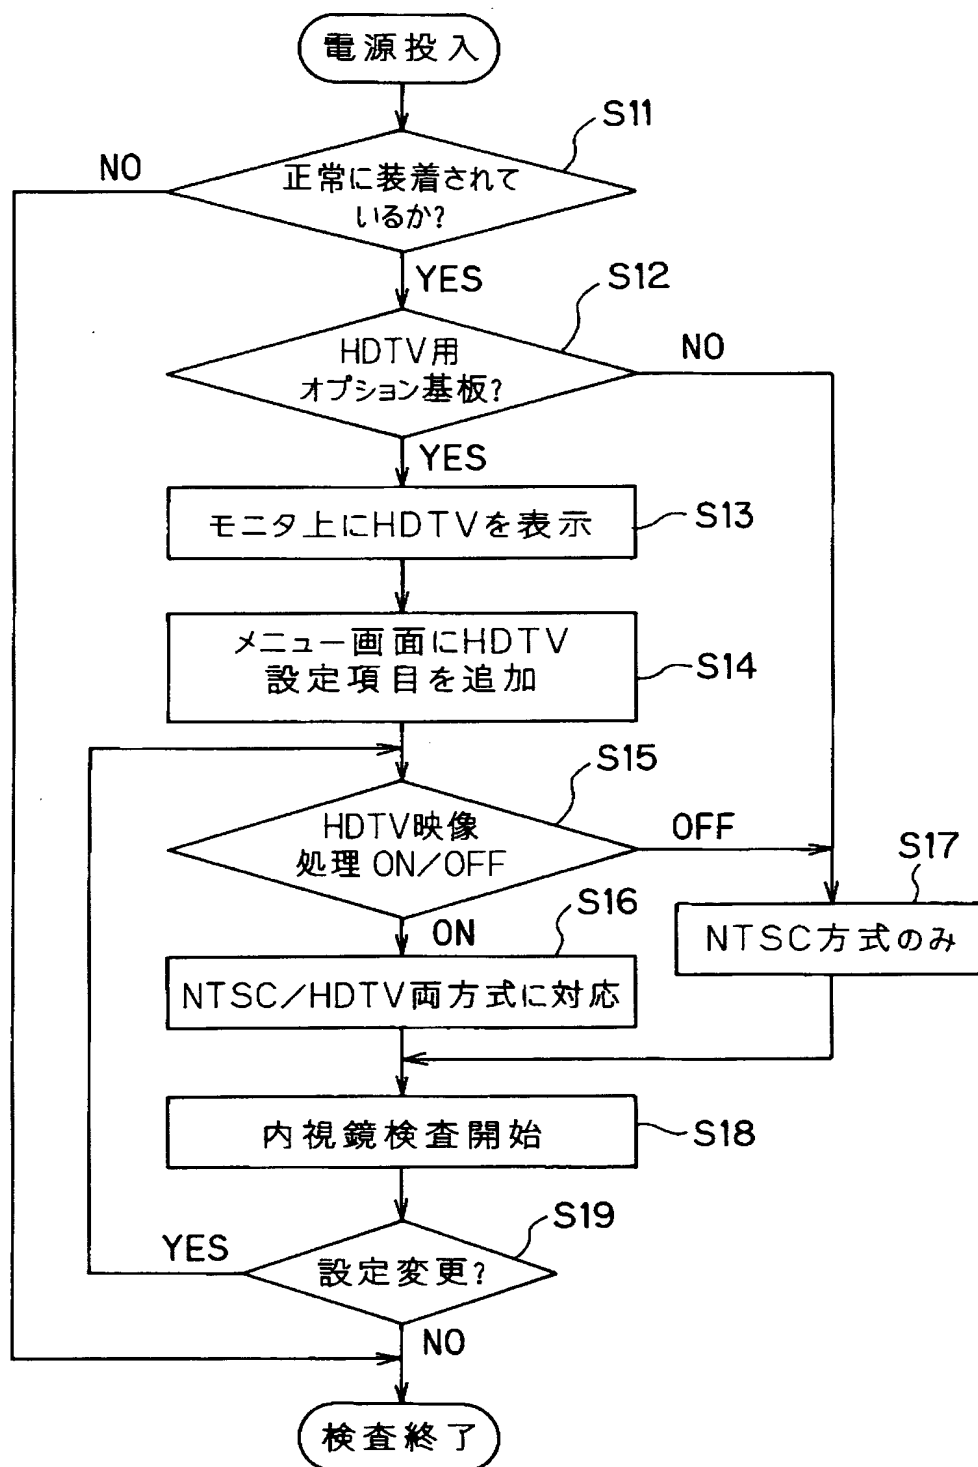 電源投入
S11
NO
正常に装着されて
いるか?
YES
S12
HDTV用
オプション基板?
NO
YES
モニタ上にHDTVを表示
S13
メニュー画面にHDTV
設定項目を追加
S14
S15
HDTV映像
処理 ON/OFF
OFF
S17
ON
S16
NTSC方式のみ
NTSC/HDTV両方式に対応
内視鏡検査開始
S18
S19
YES
設定変更?
NO
検査終了